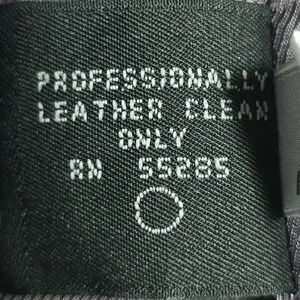 PROFESSIONALLY
LEATHER CLEAN
ONLY
RN 55285